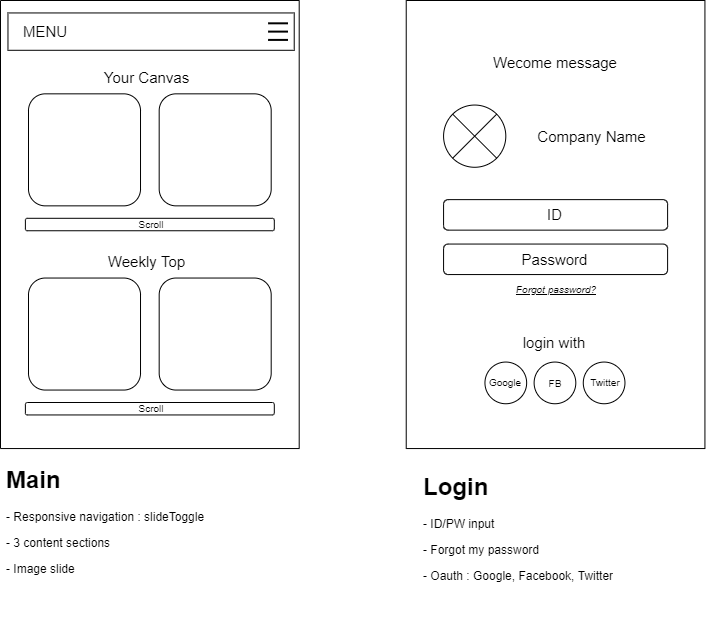 MENU
Your Canvas
Scroll
Weekly Top
Scroll
Main
- Responsive navigation : slideToggle
- 3 content sections
- Image slide
Wecome message
Company Name
ID
Password
Forgot password?
login with
Google FB Twitter
Login
- ID/PW input
- Forgot my password
- Oauth : Google, Facebook, Twitter